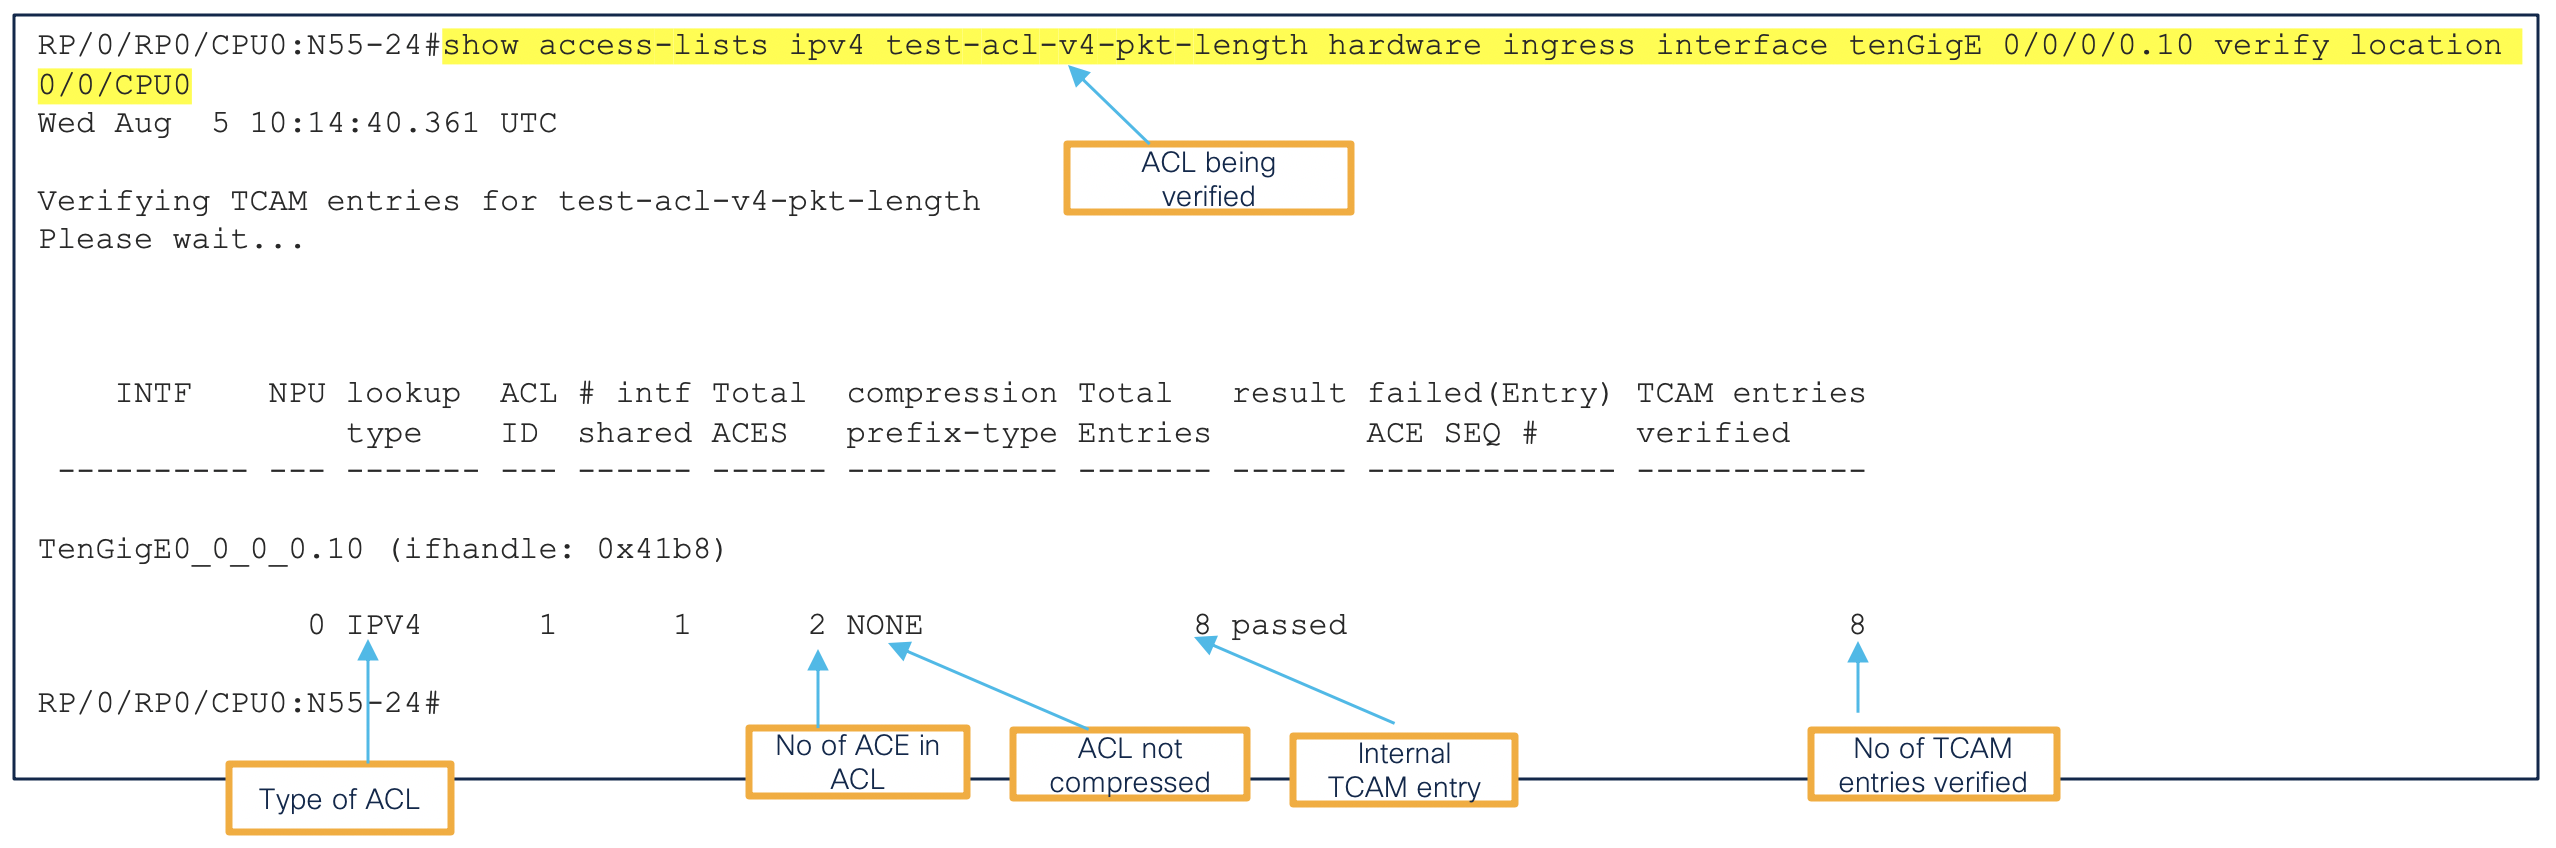 RP/0/RP0/CPU0:N55-24#show access-lists ipv4 test-acl-v4-pkt-length hardware ingress interface tenGigE 0/0/0/0.10 verify location
0/0/CPU0
Wed Aug  5 10:14:40.361 UTC
ACL being
verified
Verifying TCAM entries for test-acl-v4-pkt-length
Please wait...
INTF    NPU lookup  ACL # intf Total  compression Total   result failed(Entry) TCAM entries
type    ID  shared ACES   prefix-type Entries        ACE SEQ #     verified
---------- --- ------- --- ------ ------ ----------- ------- ------ ------------- ------------
TenGigE0_0_0_0.10 (ifhandle: 0x41b8)
0 IPV4      1      1      2 NONE              8 passed                          8
RP/0/RP0/CPU0:N55-24#
Type of ACL
No of ACE in
ACL
ACL not
compressed
Internal
TCAM entry
No of TCAM
entries verified